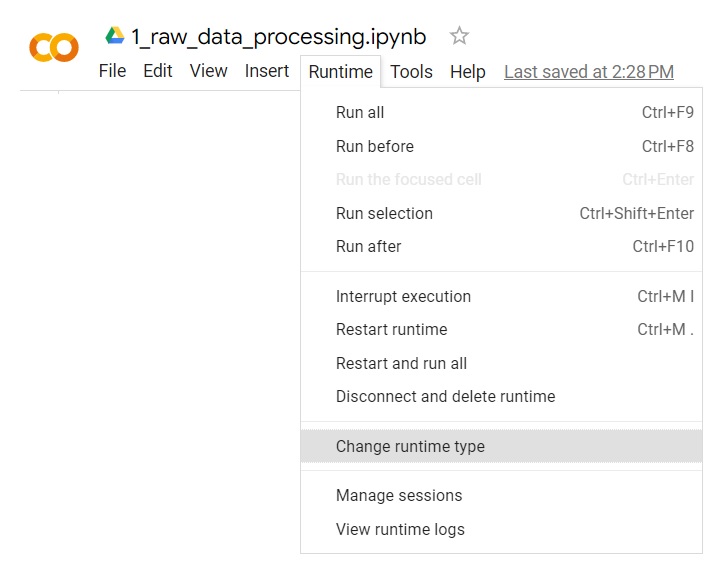 1_raw_data_processing.ipynb
File Edit View Insert Runtime Tools Help Last saved at 2:28 PM
Run all Ctrl+F9
Run before Ctrl+F8
Run the focused cell Ctrl+Enter
Run selection Ctrl+Shift+Enter
Run after Ctrl+F10
Interrupt execution Ctrl+M I
Restart runtime Ctrl+M .
Restart and run all
Disconnect and delete runtime
Change runtime type
Manage sessions
View runtime logs